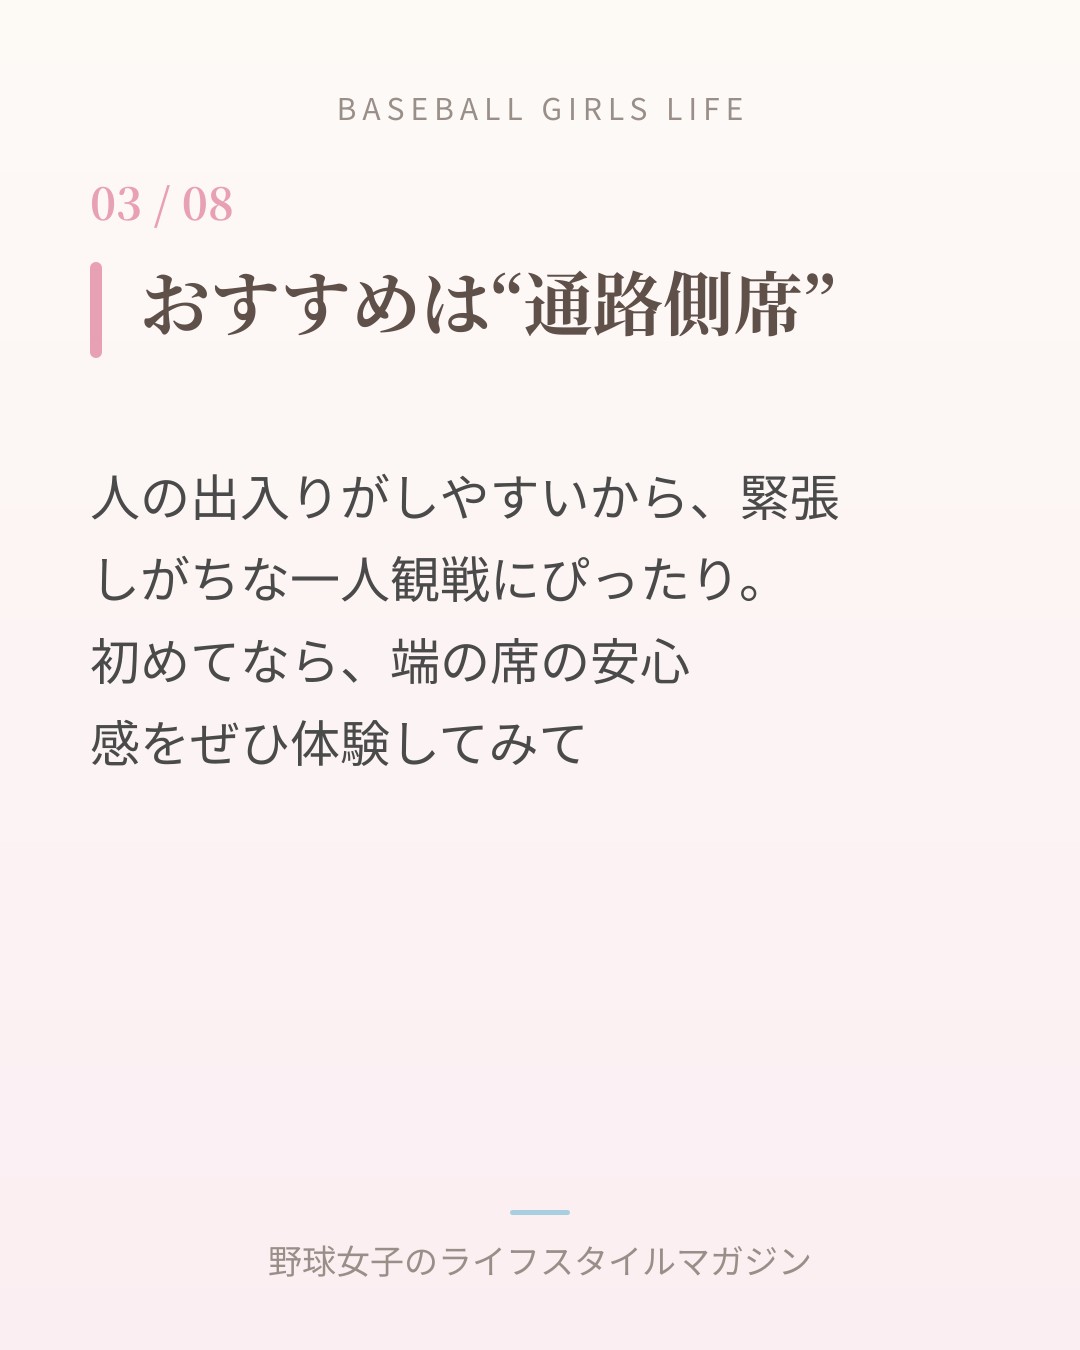 BASEBALL GIRLS LIFE
03 / 08
おすすめは“通路側席”
人の出入りがしやすいから、緊張
しがちな一人観戦にぴったり。
初めてなら、端の席の安心
感をぜひ体験してみて
野球女子のライフスタイルマガジン